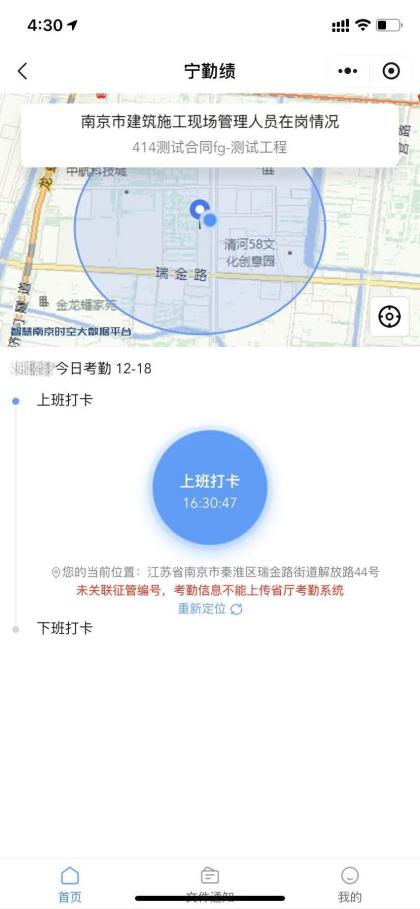 4:30
宁勤绩
南京市建筑施工现场管理人员在岗情况
414测试合同fg-测试工程
中航科技城
龙
清河58文
化创意园
瑞金路
金龙蟠家苑
智慧南京时空大数据平台
今日考勤 12-18
上班打卡
上班打卡
16:30:47
您的当前位置：江苏省南京市秦淮区瑞金路街道解放路44号
未关联征管编号，考勤信息不能上传省厅考勤系统
重新定位
下班打卡
首页
文件通知
我的